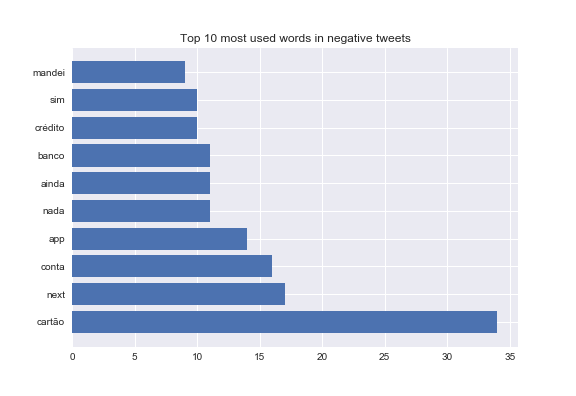 Top 10 most used words in negative tweets
mandei
sim
crédito
banco
ainda
nada
app
conta
next
cartão
0 5 10 15 20 25 30 35